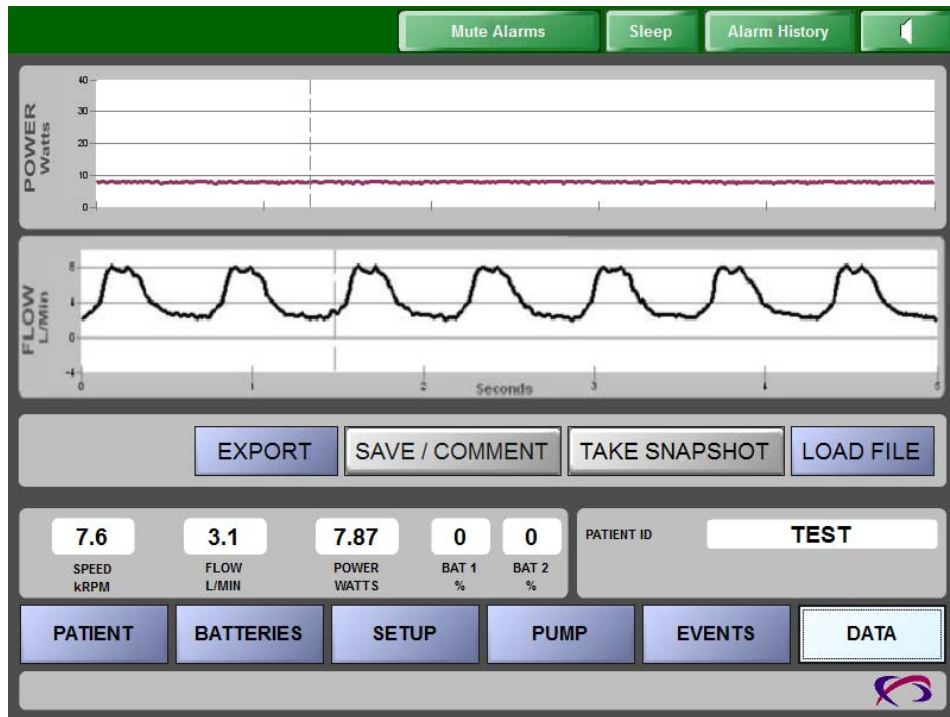 Mute Alarms Sleep Alarm History
POWER
Watts
40
30
20
10
0
FLOW
L/Min
8
4
0
-4
0 1 2 3 4 5
Seconds
EXPORT SAVE / COMMENT TAKE SNAPSHOT LOAD FILE
7.6 3.1 7.87 0 0
SPEED FLOW POWER BAT 1 BAT 2
kRPM L/MIN WATTS % %
PATIENT ID TEST
PATIENT BATTERIES SETUP PUMP EVENTS DATA